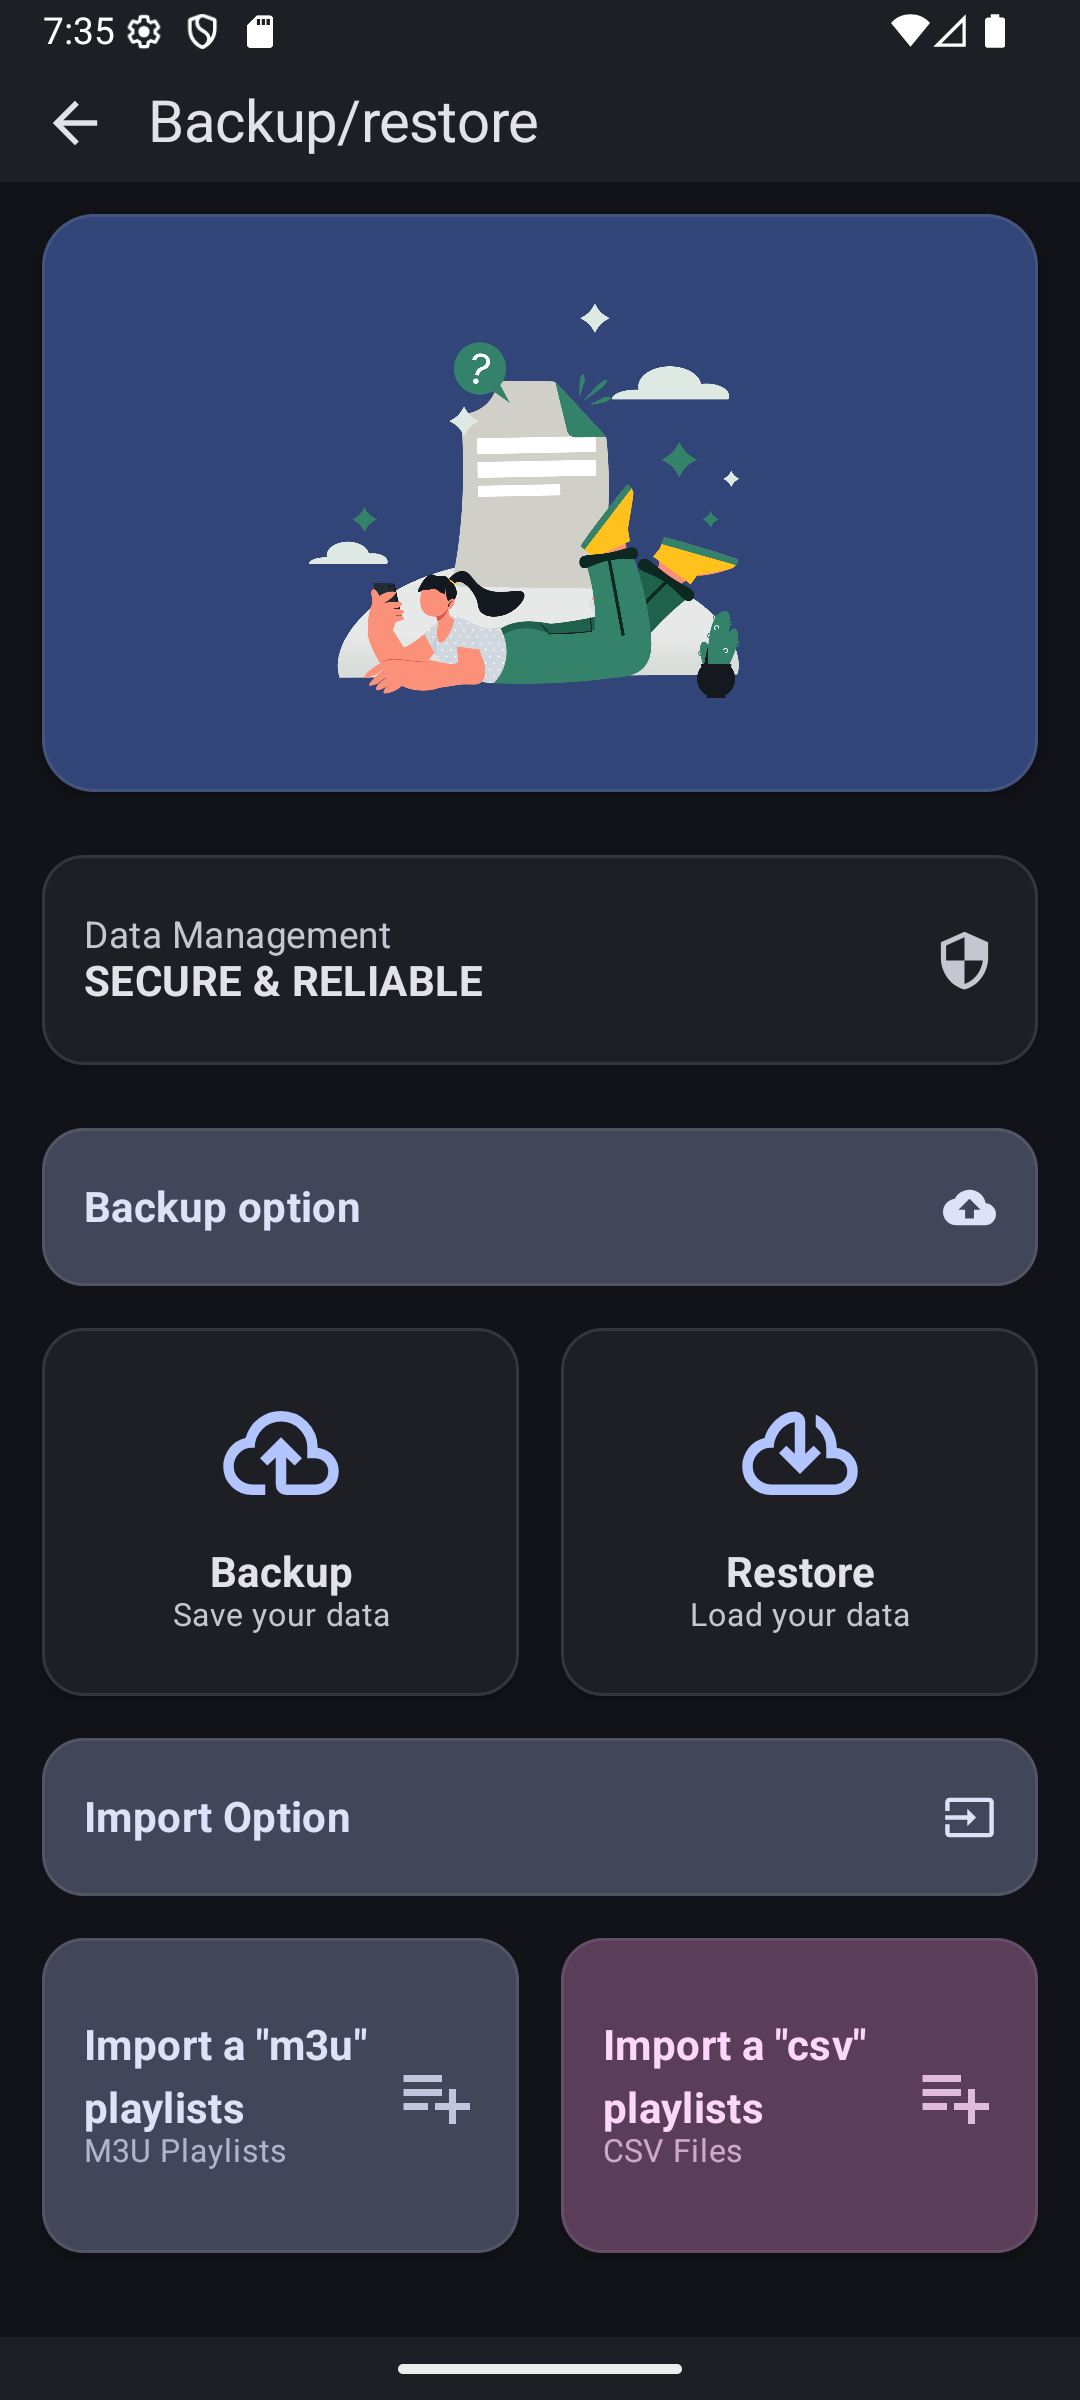 7:35
Backup/restore
?
Data Management
SECURE & RELIABLE
Backup option
Backup
Save your data
Restore
Load your data
Import Option
Import a "m3u"
playlists
M3U Playlists
Import a "csv"
playlists
CSV Files